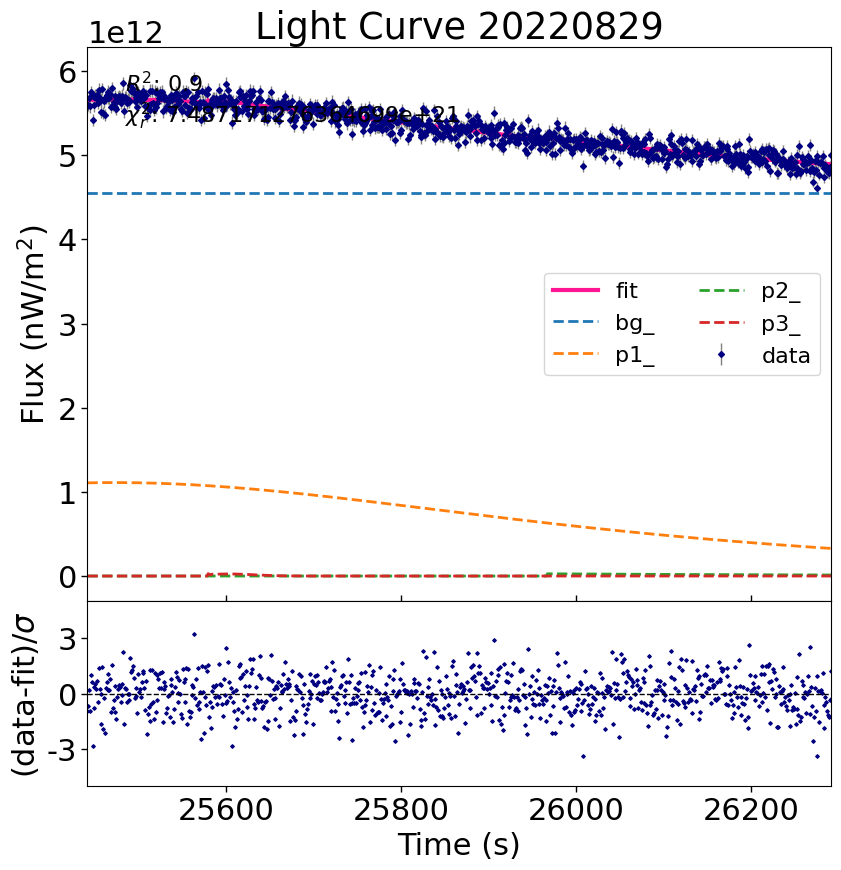 Light Curve 20220829
1e12
R²: 0.9
6
5
4
3
2
1
0
Flux (nW/m²)
fit
bg_
p1_
p2_
p3_
data
3
0
-3
(data-fit)/σ
25600 25800 26000 26200
Time (s)